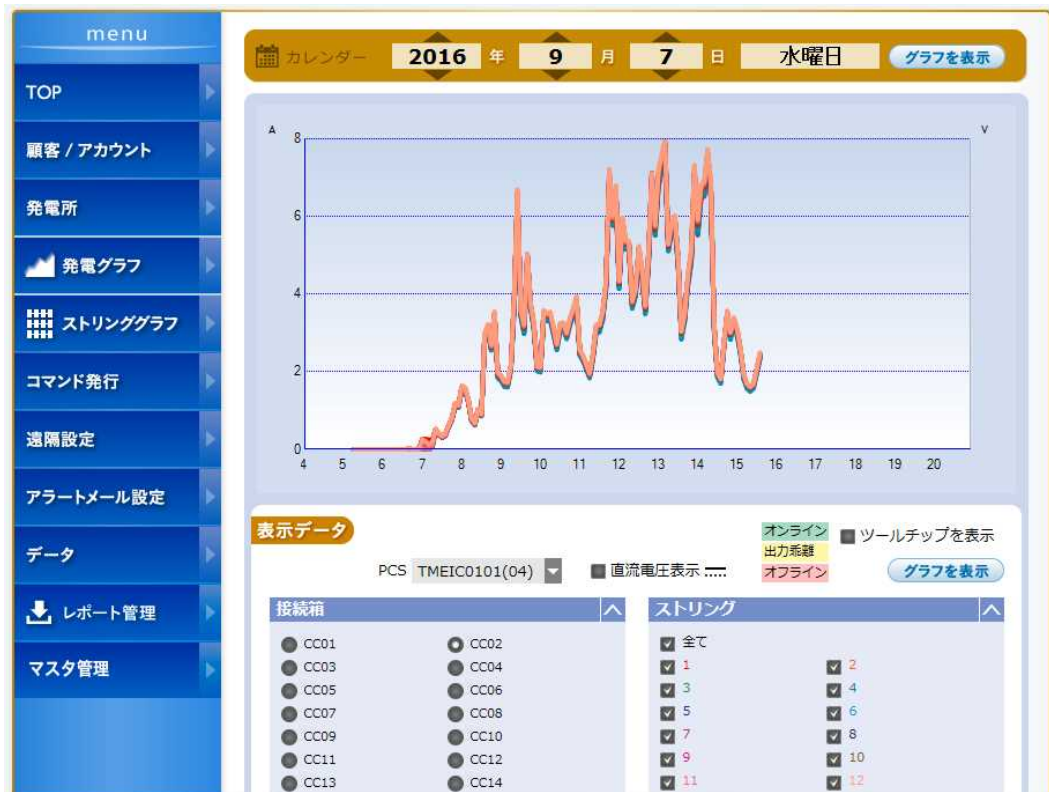 menu
TOP
顧客 / アカウント
発電所
発電グラフ
ストリンググラフ
コマンド発行
遠隔設定
アラートメール設定
データ
レポート管理
マスタ管理
カレンダー 2016 年 9 月 7 日 水曜日 グラフを表示
A V
8
6
4
2
0
4 5 6 7 8 9 10 11 12 13 14 15 16 17 18 19 20
表示データ
オンライン
出力乖離
オフライン
ツールチップを表示
PCS TMEIC0101(04) 直流電圧表示 グラフを表示
接続箱
CC01 CC02
CC03 CC04
CC05 CC06
CC07 CC08
CC09 CC10
CC11 CC12
CC13 CC14
ストリング
全て
1 2
3 4
5 6
7 8
9 10
11 12